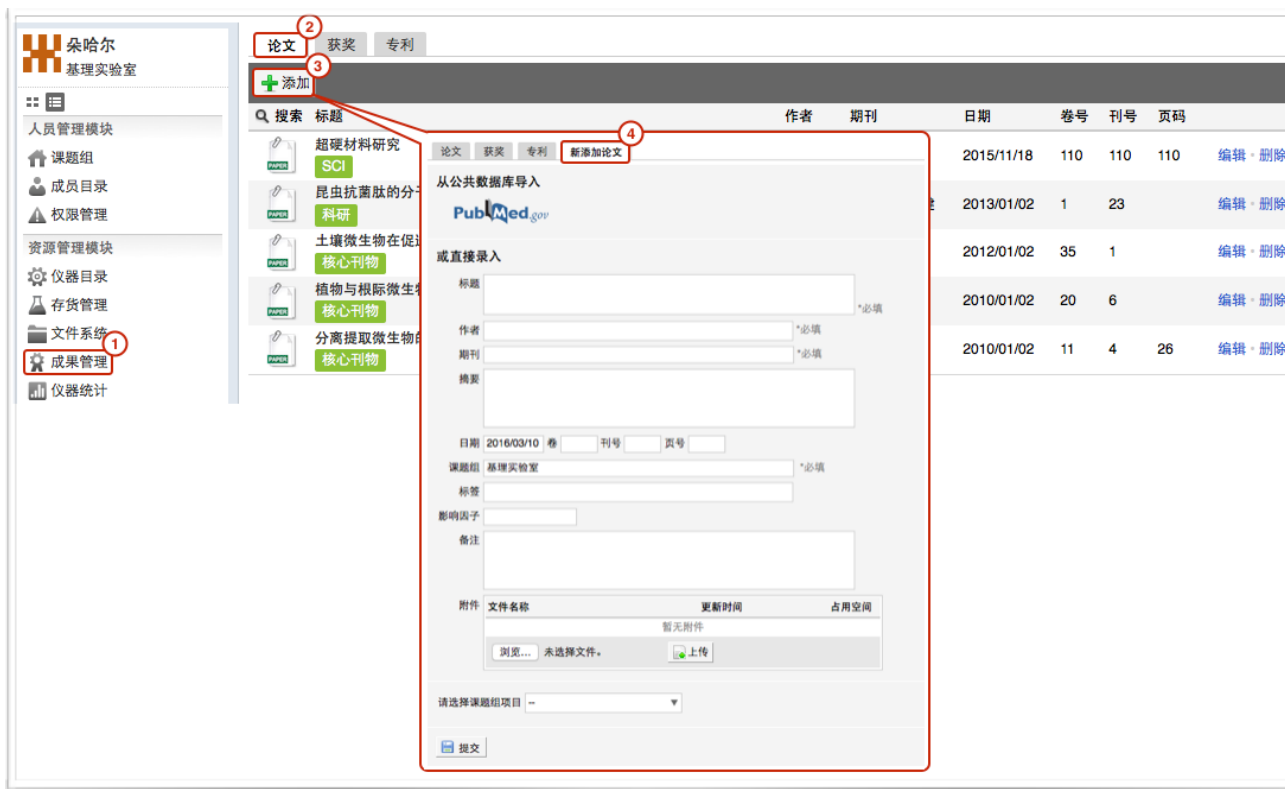 朵哈尔
基理实验室
人员管理模块
课题组
成员目录
权限管理
资源管理模块
仪器目录
存货管理
文件系统
1
成果管理
仪器统计
2
论文 获奖 专利
3
添加
搜索 标题 作者 期刊 日期 卷号 刊号 页码
PAPER 超硬材料研究 2015/11/18 110 110 110 编辑 删除
SCI
PAPER 昆虫抗菌肽的分 2013/01/02 1 23 编辑 删除
科研
PAPER 土壤微生物在促 2012/01/02 35 1 编辑 删除
核心刊物
PAPER 植物与根际微生 2010/01/02 20 6 编辑 删除
核心刊物
PAPER 分离提取微生物 2010/01/02 11 4 26 编辑 删除
核心刊物
4
论文 获奖 专利 新添加论文
从公共数据库导入
PubMed.gov
或直接录入
标题 *必填
作者 *必填
期刊 *必填
摘要
日期 2016/03/10 卷 刊号 页号
课题组 基理实验室 *必填
标签
影响因子
备注
附件 文件名称 更新时间 占用空间
暂无附件
浏览... 未选择文件。 上传
请选择课题组项目 --
提交